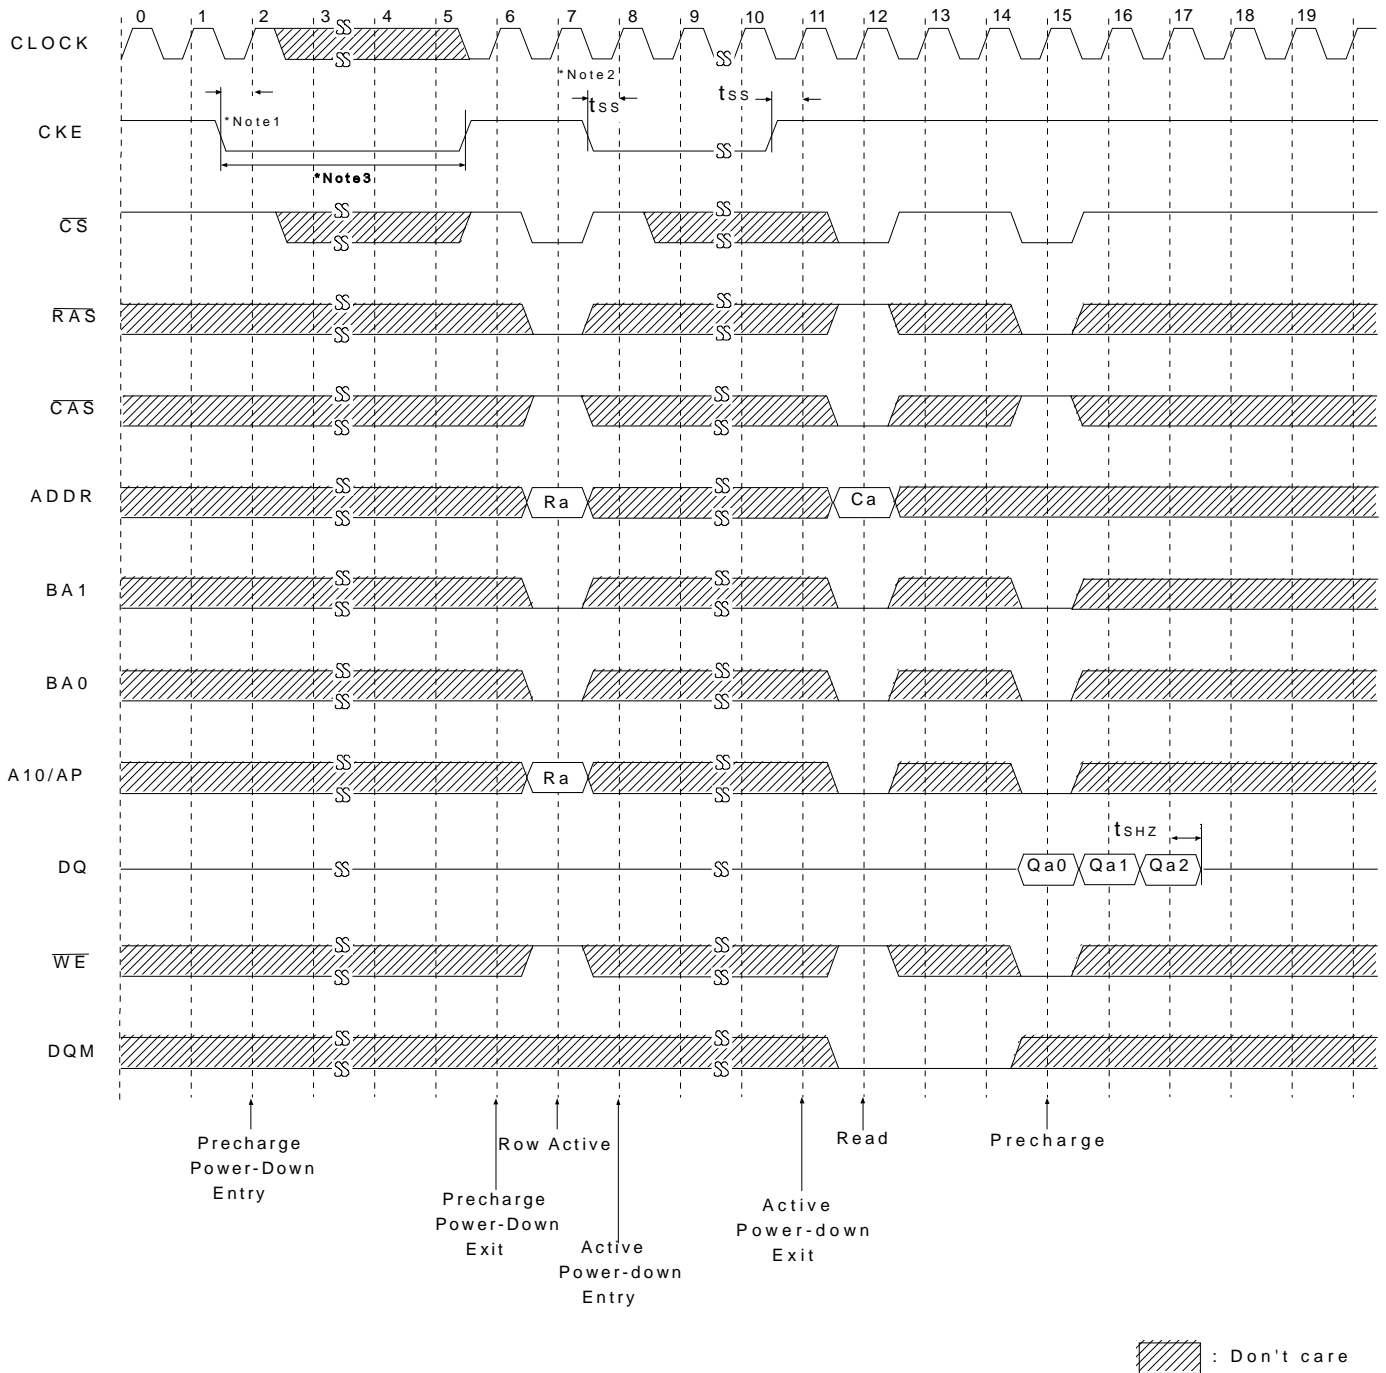 0 1 2 3 4 5 6 7 8 9 10 11 12 13 14 15 16 17 18 19
CLOCK
*Note2
tSS
tSS
*Note1
CKE
*Note3
CS
RAS
CAS
ADDR
Ra
Ca
BA1
BA0
A10/AP
Ra
tSHZ
DQ
Qa0 Qa1 Qa2
WE
DQM
Precharge
Power-Down
Entry
Precharge
Power-Down
Exit
Row Active
Active
Power-down
Entry
Active
Power-down
Exit
Read
Precharge
: Don't care